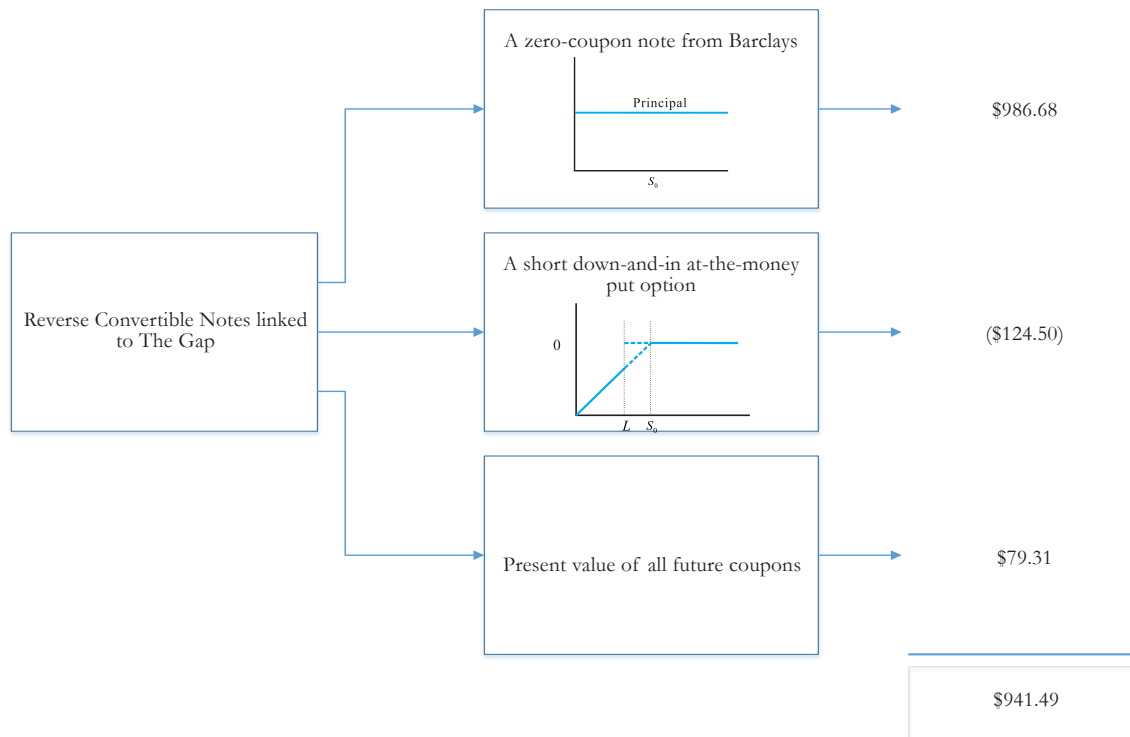 A zero-coupon note from Barclays
Principal
S₀
$986.68
Reverse Convertible Notes linked
to The Gap
A short down-and-in at-the-money
put option
0
L S₀
($124.50)
Present value of all future coupons
$79.31
$941.49